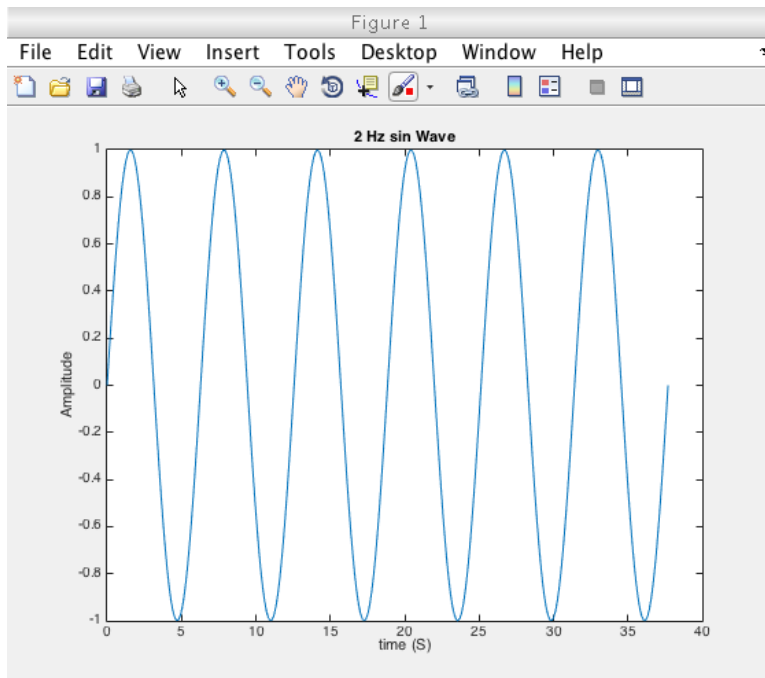 Figure 1
File Edit View Insert Tools Desktop Window Help
2 Hz sin Wave
1
0.8
0.6
0.4
0.2
0
-0.2
-0.4
-0.6
-0.8
-1
Amplitude
0 5 10 15 20 25 30 35 40
time (S)